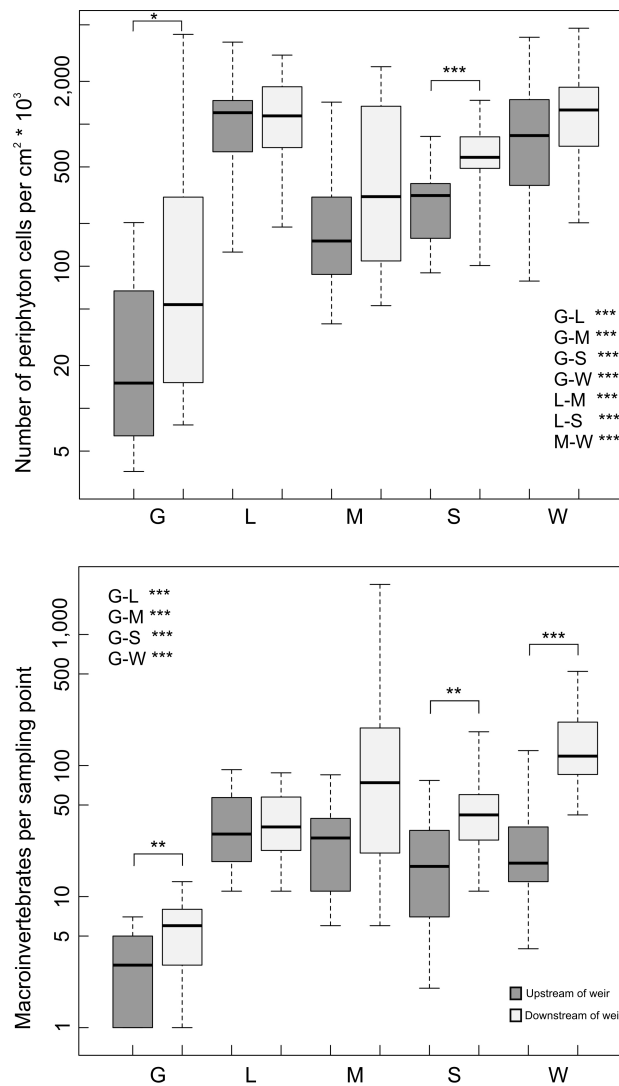 Number of periphyton cells per cm² * 10³
2,000
500
100
20
5
*
***
G-L ***
G-M ***
G-S ***
G-W ***
L-M ***
L-S ***
M-W ***
G L M S W
Macroinvertebrates per sampling point
1,000
500
100
50
10
5
1
G-L ***
G-M ***
G-S ***
G-W ***
**
**
***
Upstream of weir
Downstream of weir
G L M S W